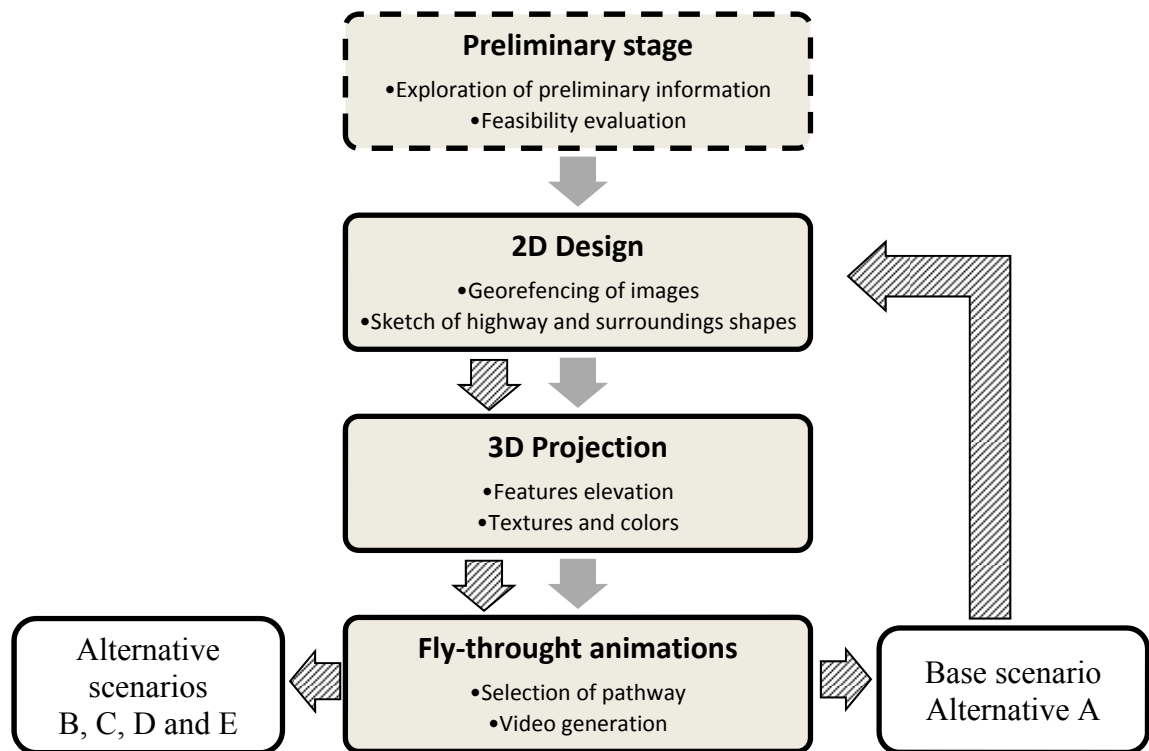 Preliminary stage
•Exploration of preliminary information
•Feasibility evaluation
2D Design
•Georefencing of images
•Sketch of highway and surroundings shapes
3D Projection
•Features elevation
•Textures and colors
Fly-throught animations
•Selection of pathway
•Video generation
Alternative
scenarios
B, C, D and E
Base scenario
Alternative A